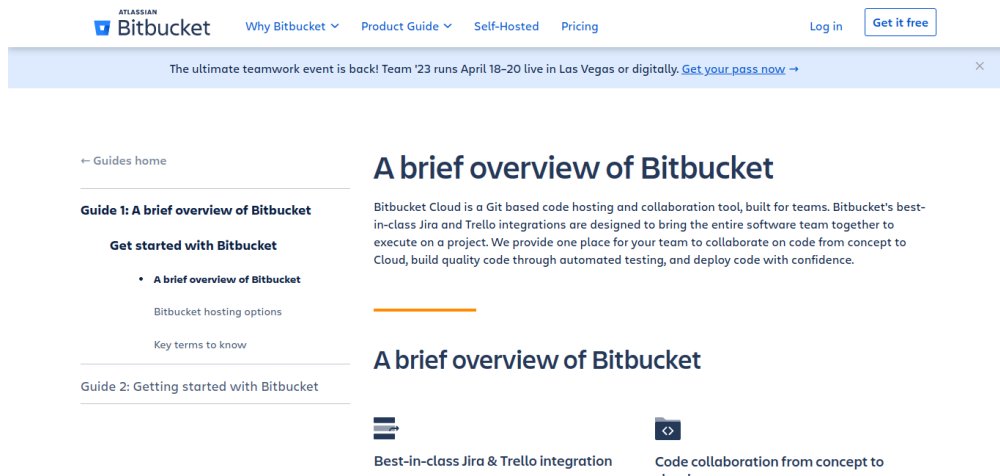 ATLASSIAN
Bitbucket
Why Bitbucket
Product Guide
Self-Hosted
Pricing
Log in
Get it free
The ultimate teamwork event is back! Team '23 runs April 18–20 live in Las Vegas or digitally. Get your pass now →
← Guides home
Guide 1: A brief overview of Bitbucket
Get started with Bitbucket
• A brief overview of Bitbucket
Bitbucket hosting options
Key terms to know
Guide 2: Getting started with Bitbucket
A brief overview of Bitbucket
Bitbucket Cloud is a Git based code hosting and collaboration tool, built for teams. Bitbucket's best-
in-class Jira and Trello integrations are designed to bring the entire software team together to
execute on a project. We provide one place for your team to collaborate on code from concept to
Cloud, build quality code through automated testing, and deploy code with confidence.
A brief overview of Bitbucket
Best-in-class Jira & Trello integration
Code collaboration from concept to